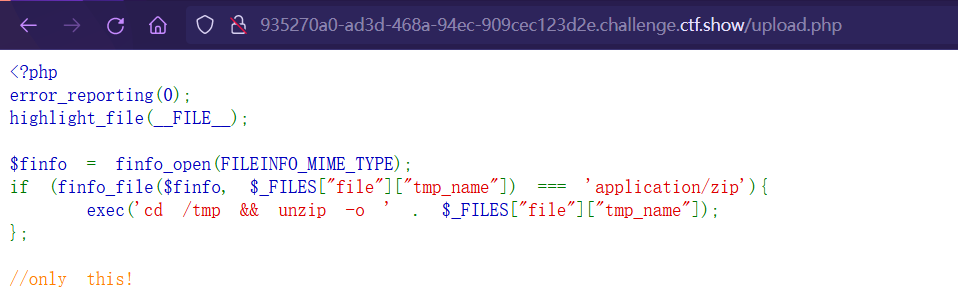 935270a0-ad3d-468a-94ec-909cec123d2e.challenge.ctf.show/upload.php
<?php
error_reporting(0);
highlight_file(__FILE__);
$finfo = finfo_open(FILEINFO_MIME_TYPE);
if (finfo_file($finfo, $_FILES["file"]["tmp_name"]) === 'application/zip'){
exec('cd /tmp && unzip -o ' . $_FILES["file"]["tmp_name"]);
};
//only this!